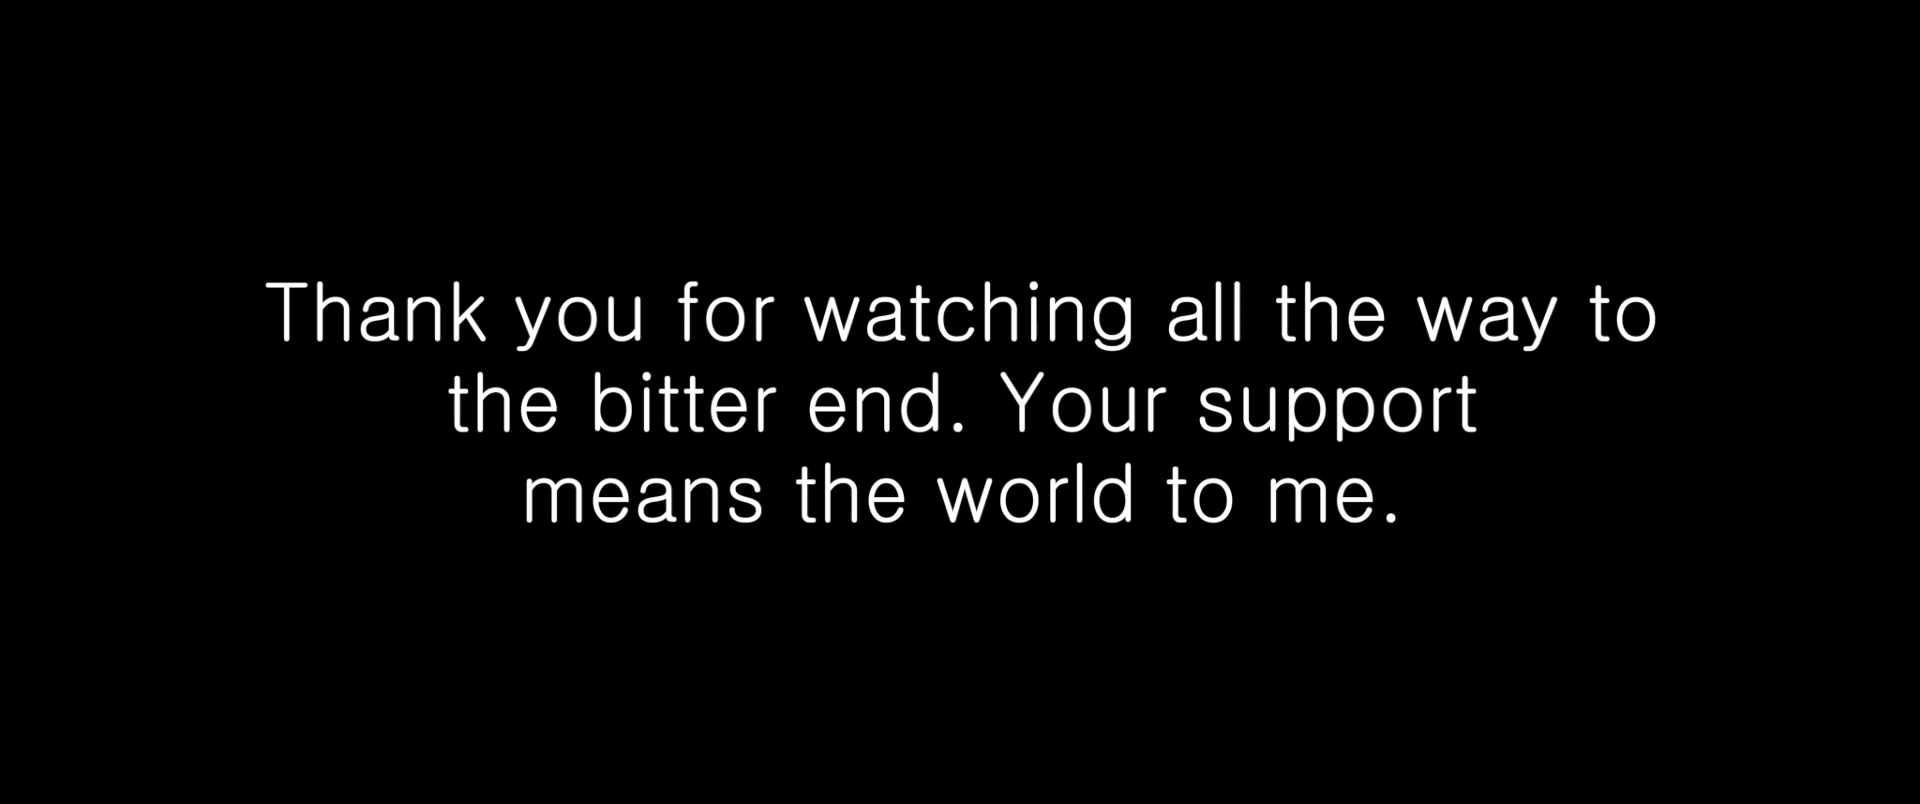 Thank you for watching all the way to
the bitter end. Your support
means the world to me.